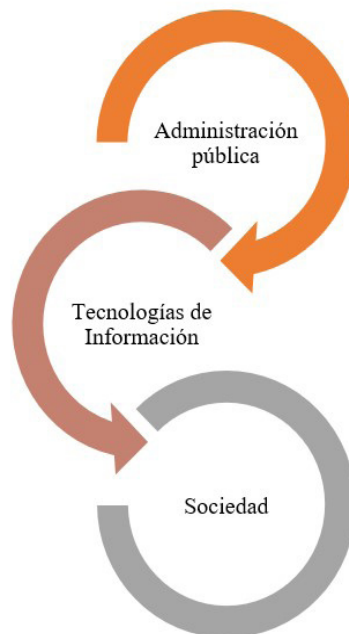 Administración
pública
Tecnologías de
Información
Sociedad